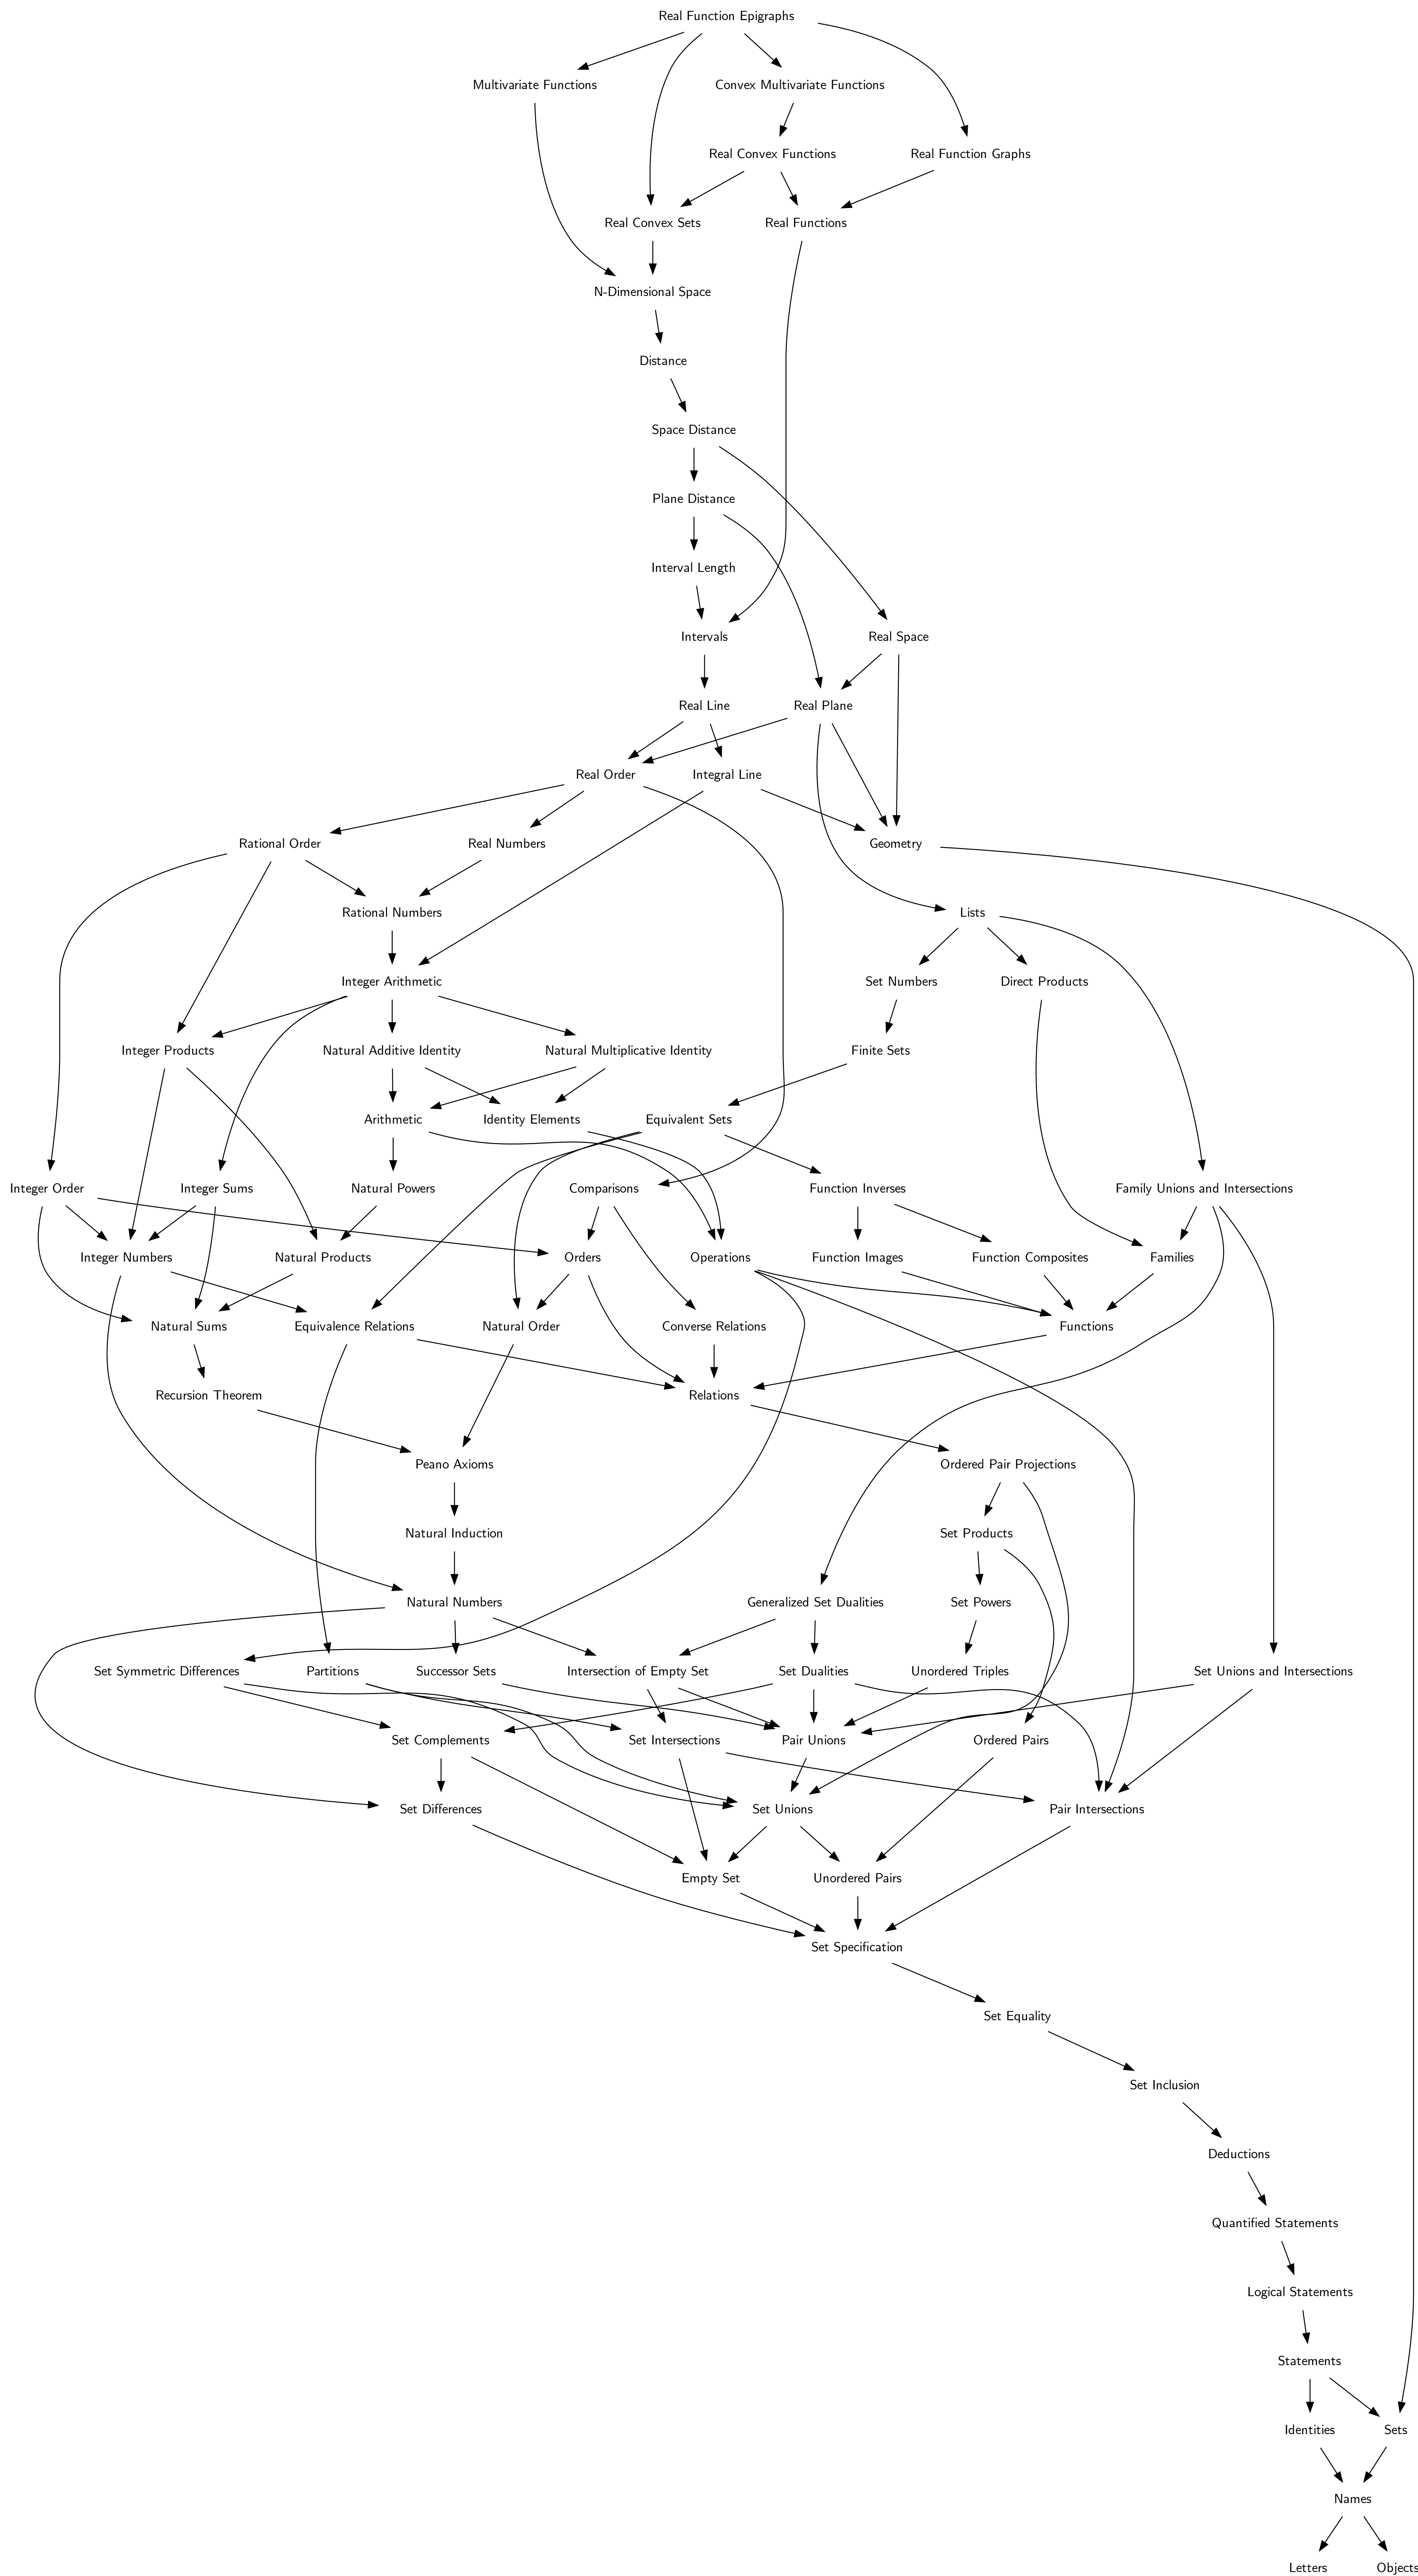 Real Function Epigraphs
Multivariate Functions
Convex Multivariate Functions
Real Convex Functions
Real Function Graphs
Real Convex Sets
Real Functions
N-Dimensional Space
Distance
Space Distance
Plane Distance
Interval Length
Intervals
Real Space
Real Line
Real Plane
Real Order
Integral Line
Rational Order
Real Numbers
Geometry
Rational Numbers
Lists
Integer Arithmetic
Set Numbers
Direct Products
Integer Products
Natural Additive Identity
Natural Multiplicative Identity
Finite Sets
Arithmetic
Identity Elements
Equivalent Sets
Integer Order
Integer Sums
Natural Powers
Comparisons
Function Inverses
Family Unions and Intersections
Integer Numbers
Natural Products
Orders
Operations
Function Images
Function Composites
Families
Natural Sums
Equivalence Relations
Natural Order
Converse Relations
Functions
Recursion Theorem
Relations
Peano Axioms
Ordered Pair Projections
Natural Induction
Set Products
Natural Numbers
Generalized Set Dualities
Set Powers
Set Symmetric Differences
Partitions
Successor Sets
Intersection of Empty Set
Set Dualities
Unordered Triples
Set Unions and Intersections
Set Complements
Set Intersections
Pair Unions
Ordered Pairs
Set Differences
Set Unions
Pair Intersections
Empty Set
Unordered Pairs
Set Specification
Set Equality
Set Inclusion
Deductions
Quantified Statements
Logical Statements
Statements
Identities
Sets
Names
Letters
Objects